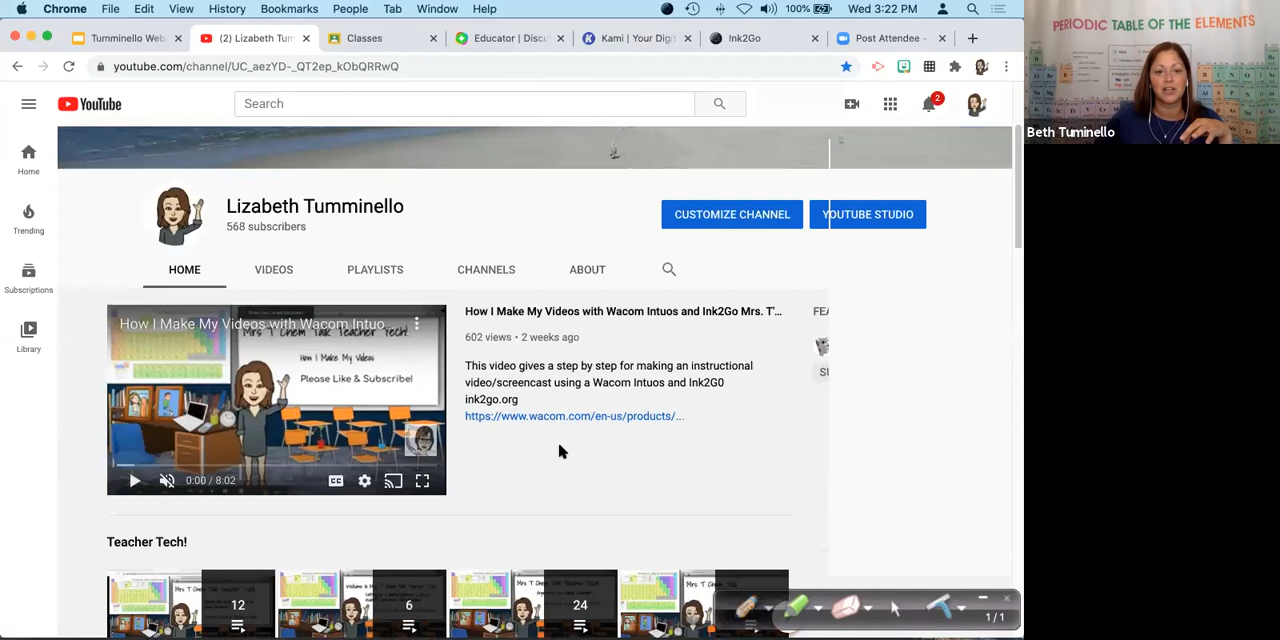 Chrome File Edit View History Bookmarks People Tab Window Help 100% Wed 3:22 PM
Tumminello Web (2) Lizabeth Tum Classes Educator | Disc Kami | Your Digi Ink2Go Post Attendee -
youtube.com/channel/UC_aezYD-_QT2ep_kObQRRwQ
PERIODIC TABLE OF THE ELEMENTS
Beth Tuminello
YouTube Search 2
Home
Trending
Subscriptions
Library
Lizabeth Tumminello
568 subscribers
CUSTOMIZE CHANNEL YOUTUBE STUDIO
HOME VIDEOS PLAYLISTS CHANNELS ABOUT
How I Make My Videos with Wacom Intuo...
Mrs T Chem Talk Teacher Tech!
How I Make My Videos
Please Like & Subscribe!
0:00 / 8:02
How I Make My Videos with Wacom Intuos and Ink2Go Mrs. T'...
602 views • 2 weeks ago
This video gives a step by step for making an instructional
video/screencast using a Wacom Intuos and Ink2G0
ink2go.org
https://www.wacom.com/en-us/products/...
FEA
SU
Teacher Tech!
12 6 24
1/1